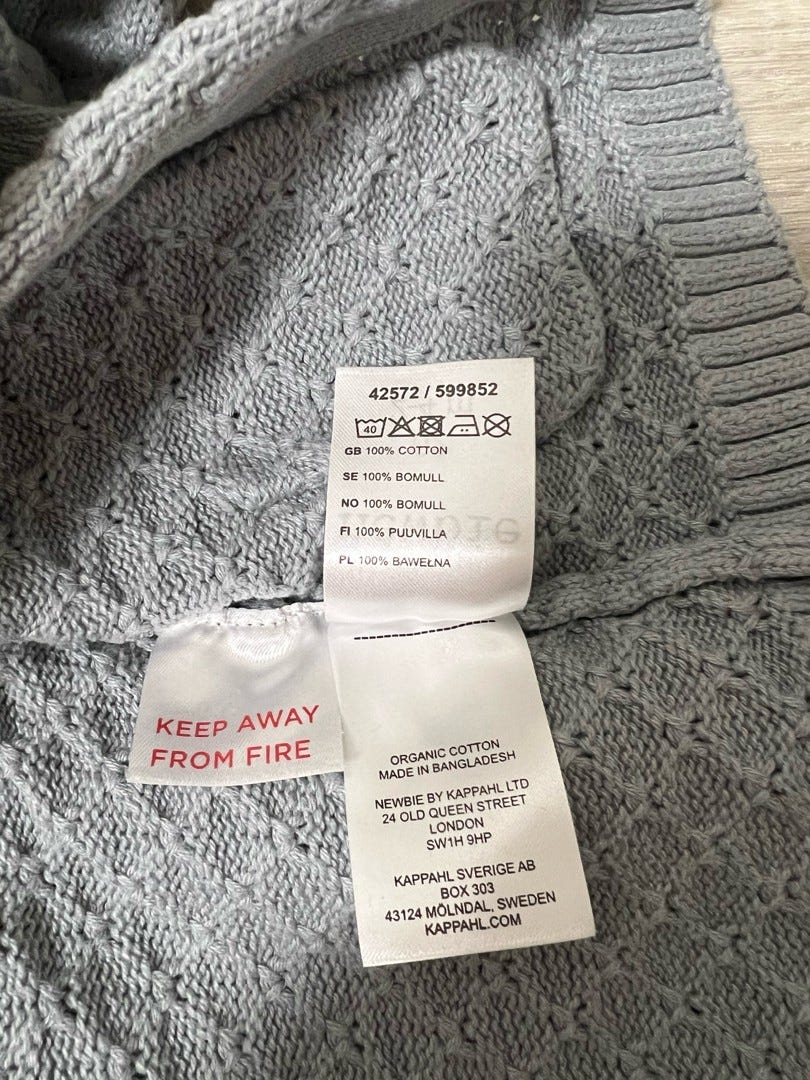 42572 / 599852
40
GB 100% COTTON
SE 100% BOMULL
NO 100% BOMULL
FI 100% PUUVILLA
PL 100% BAWEŁNA
KEEP AWAY
FROM FIRE
ORGANIC COTTON
MADE IN BANGLADESH
NEWBIE BY KAPPAHL LTD
24 OLD QUEEN STREET
LONDON
SW1H 9HP
KAPPAHL SVERIGE AB
BOX 303
43124 MÖLNDAL, SWEDEN
KAPPAHL.COM